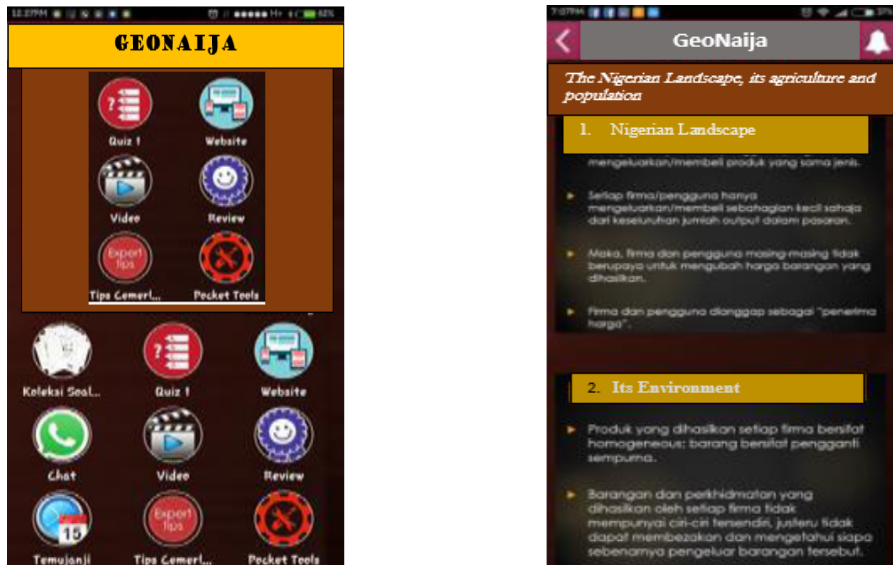 GEONAIJA
Quiz 1
Website
Video
Review
Expert
Tips
Tips Cemerl...
Pocket Tools
Koleksi Soal...
Quiz 1
Website
Chat
Video
Review
15
Expert
tips
Temujanji
Tips Cemerl...
Pocket Tools
GeoNaija
The Nigerian Landscape, its agriculture and
population
1. Nigerian Landscape
mengeluarkan/membeli produk yang sama jenis.
Setiap firma/pengguna hanya
mengeluarkan/membeli sebahagian kecil sahaja
dari keseluruhan jumlah output dalam pasaran.
Maka, firma dan pengguna masing-masing tidak
berupaya untuk mengubah harga barangan yang
dihasilkan.
Firma dan pengguna dianggap sebagai "penerima
harga".
2. Its Environment
Produk yang dihasilkan setiap firma bersifat
homogeneous: barang bersifat pengganti
sempurna.
Barangan dan perkhidmatan yang
dihasilkan oleh setiap firma tidak
mempunyai ciri-ciri tersendiri, justeru tidak
dapat membezakan dan mengetahui siapa
sebenarnya pengeluar barangan tersebut.